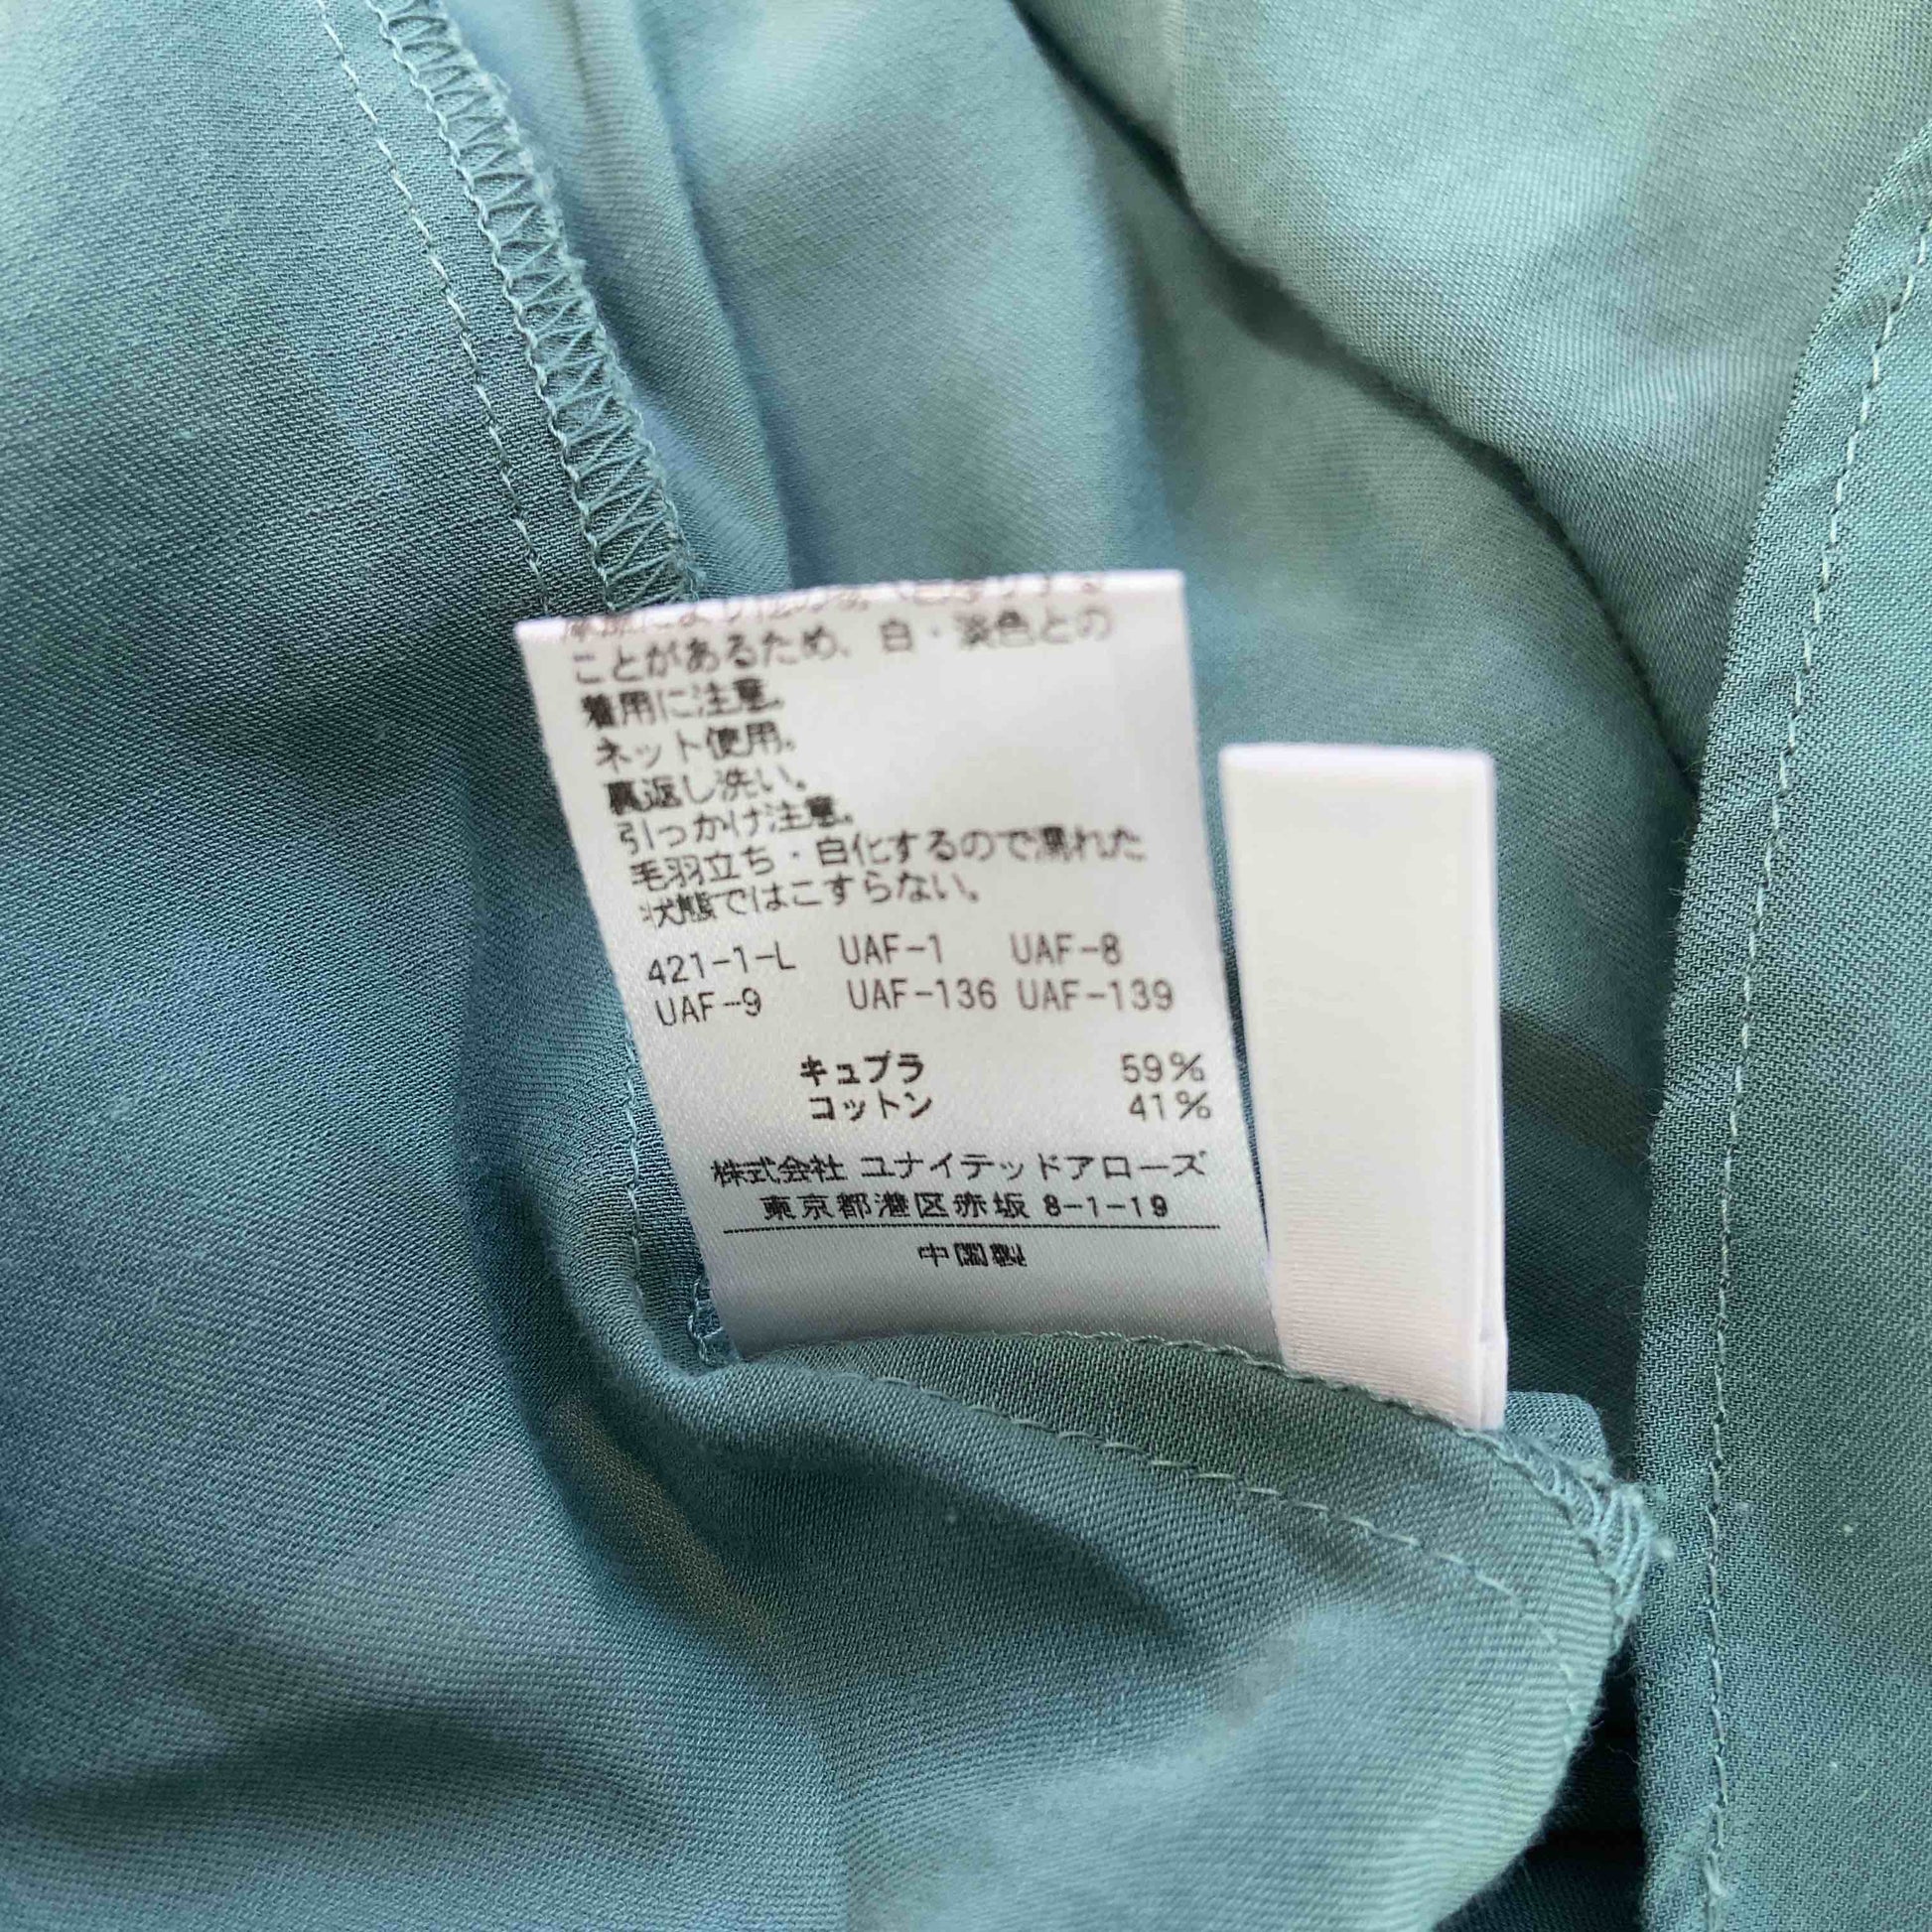 ことがあるため、白・淡色との
着用に注意。
ネット使用。
裏返し洗い。
引っかけ注意。
毛羽立ち・白化するので濡れた
状態ではこすらない。
421-1-L UAF-1 UAF-8
UAF-9 UAF-136 UAF-139
キュプラ 59%
コットン 41%
株式会社 ユナイテッドアローズ
東京都港区赤坂 8-1-19
中国製